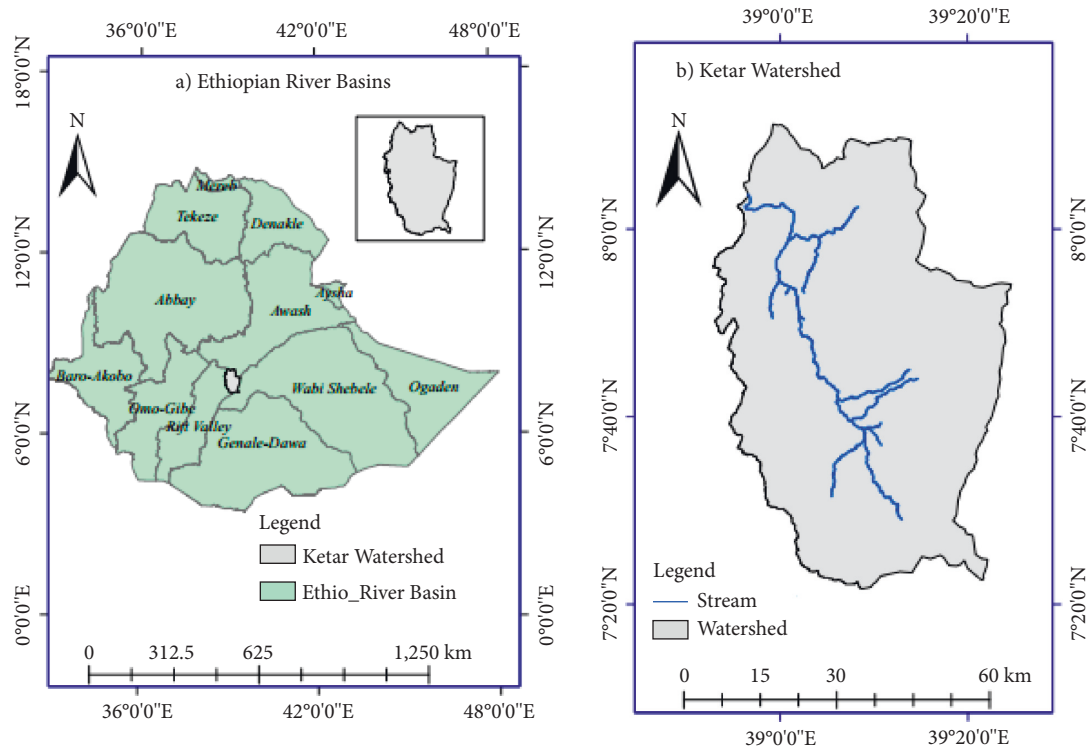 36°0'0"E 42°0'0"E 48°0'0"E
18°0'0"N
12°0'0"N
6°0'0"N
0°0'0"E
a) Ethiopian River Basins
N
Mereb
Tekeze
Denakle
Abbay
Aysha
Awash
Baro-Akobo
Omo-Gibe
Rift Valley
Wabi Shebele
Ogaden
Genale-Dawa
Legend
Ketar Watershed
Ethio_River Basin
0 312.5 625 1,250 km
12°0'0"N
6°0'0"N
0°0'0"E
36°0'0"E 42°0'0"E 48°0'0"E
39°0'0"E 39°20'0"E
b) Ketar Watershed
N
8°0'0"N
7°40'0"N
7°20'0"N
Legend
Stream
Watershed
0 15 30 60 km
8°0'0"N
7°40'0"N
7°20'0"N
39°0'0"E 39°20'0"E